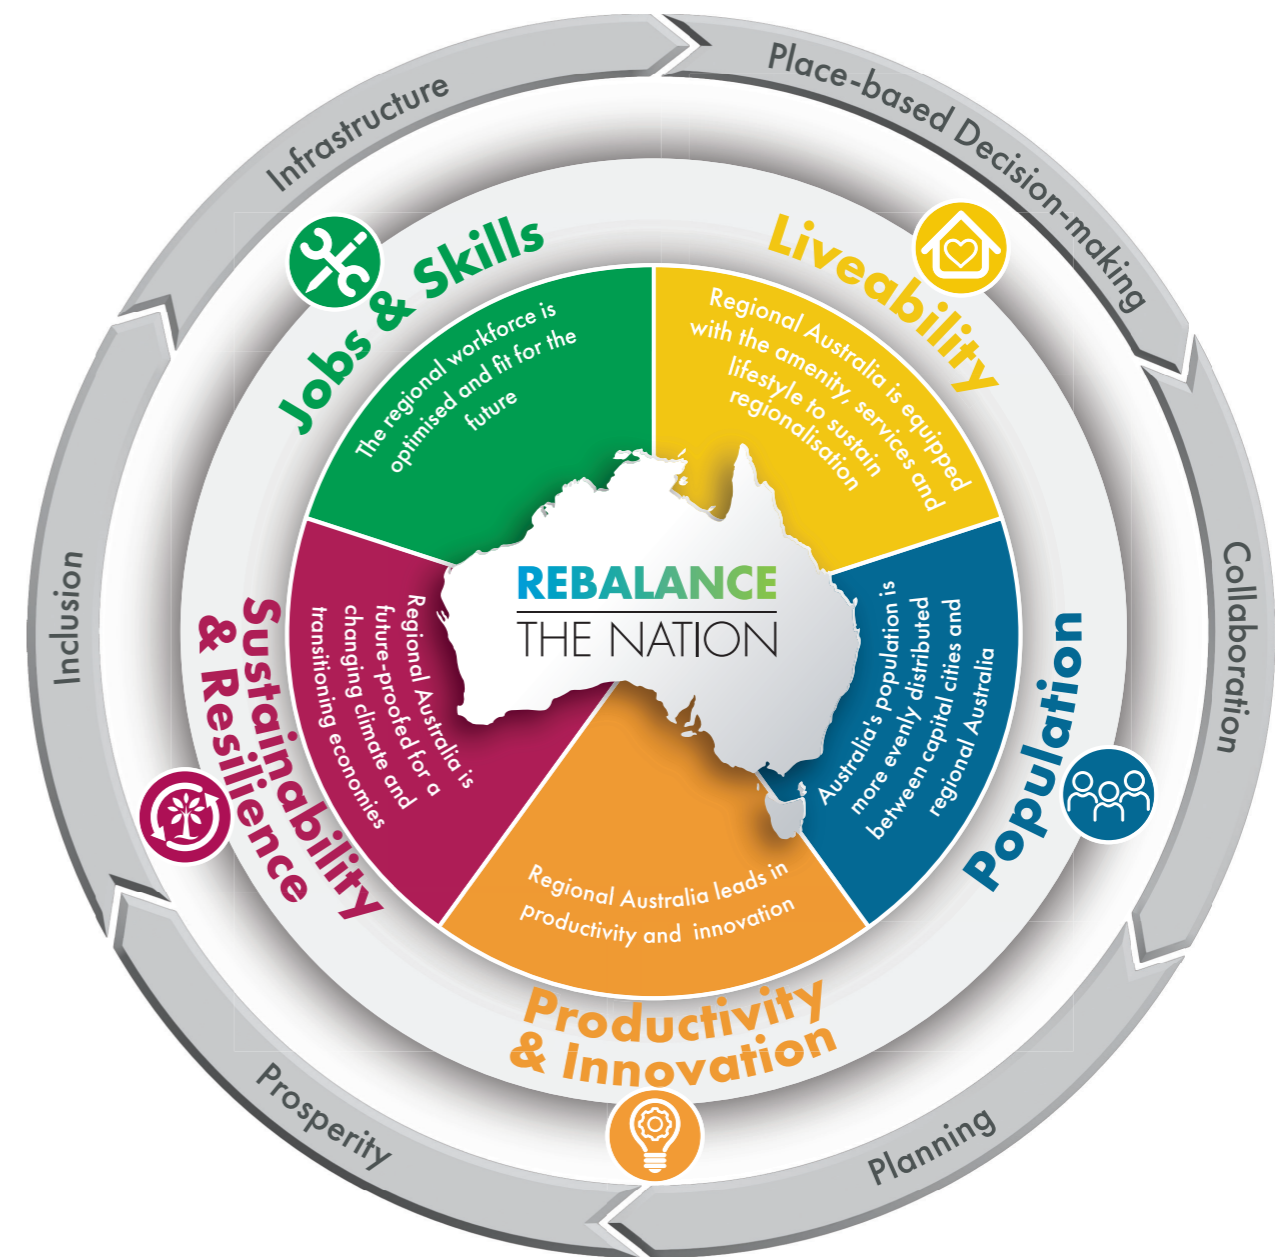 Infrastructure
Place-based Decision-making
Collaboration
Planning
Prosperity
Inclusion
Jobs & Skills
The regional workforce is
optimised and fit for the
future
Liveability
Regional Australia is equipped
with the amenity, services and
lifestyle to sustain
regionalisation
Population
Australia's population is
more evenly distributed
between capital cities and
regional Australia
Productivity
& Innovation
Regional Australia leads in
productivity and innovation
Sustainability
& Resilience
Regional Australia is
future-proofed for a
changing climate and
transitioning economies
REBALANCE
THE NATION